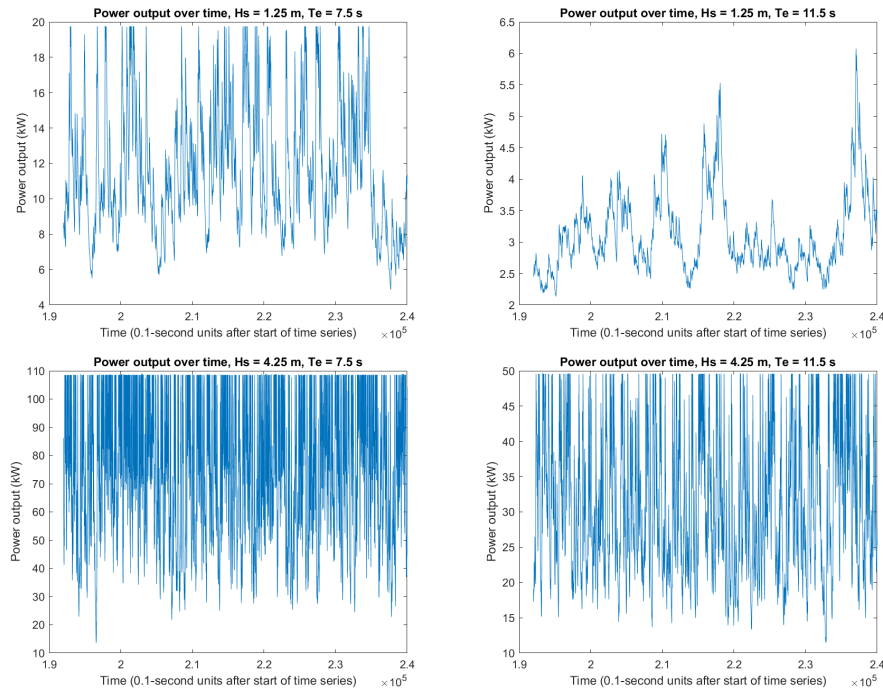 Power output over time, Hs = 1.25 m, Te = 7.5 s
Power output (kW)
20
18
16
14
12
10
8
6
4
1.9 2 2.1 2.2 2.3 2.4
Time (0.1-second units after start of time series)
×10^5
Power output over time, Hs = 1.25 m, Te = 11.5 s
Power output (kW)
6.5
6
5.5
5
4.5
4
3.5
3
2.5
2
1.9 2 2.1 2.2 2.3 2.4
Time (0.1-second units after start of time series)
×10^5
Power output over time, Hs = 4.25 m, Te = 7.5 s
Power output (kW)
110
100
90
80
70
60
50
40
30
20
10
1.9 2 2.1 2.2 2.3 2.4
Time (0.1-second units after start of time series)
×10^5
Power output over time, Hs = 4.25 m, Te = 11.5 s
Power output (kW)
50
45
40
35
30
25
20
15
10
1.9 2 2.1 2.2 2.3 2.4
Time (0.1-second units after start of time series)
×10^5